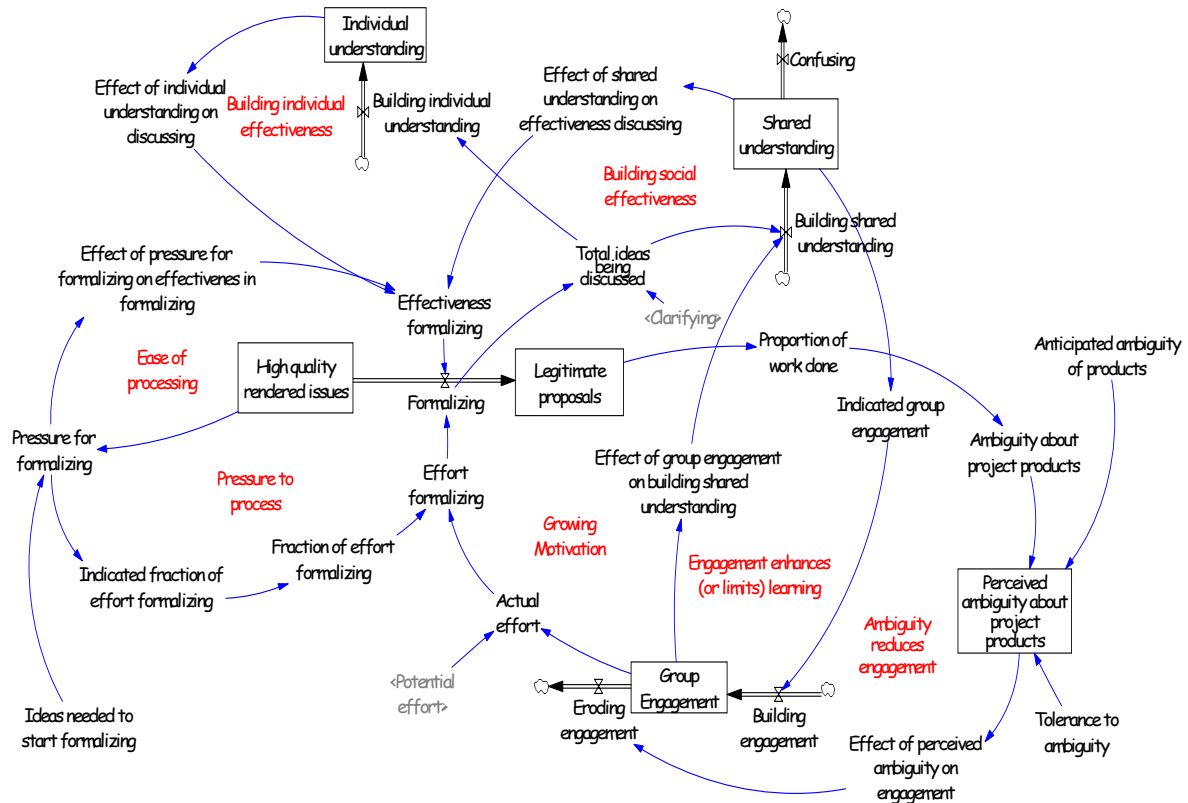 Individual
understanding
Confusing
Effect of individual
understanding on
discussing
Building individual
effectiveness
Building individual
understanding
Effect of shared
understanding on
effectiveness discussing
Shared
understanding
Building social
effectiveness
Building shared
understanding
Effect of pressure for
formalizing on effectivenes in
formalizing
Total ideas
being
discussed
<Clarifying>
Effectiveness
formalizing
Ease of
processing
High quality
rendered issues
Formalizing
Legitimate
proposals
Proportion of
work done
Anticipated ambiguity
of products
Indicated group
engagement
Pressure for
formalizing
Ambiguity about
project products
Effort
formalizing
Effect of group engagement
on building shared
understanding
Pressure to
process
Growing
Motivation
Fraction of effort
formalizing
Engagement enhances
(or limits) learning
Indicated fraction of
effort formalizing
Perceived
ambiguity about
project
products
Actual
effort
Ambiguity
reduces
engagement
<Potential
effort>
Group
Engagement
Eroding
engagement
Building
engagement
Ideas needed to
start formalizing
Tolerance to
ambiguity
Effect of perceived
ambiguity on
engagement